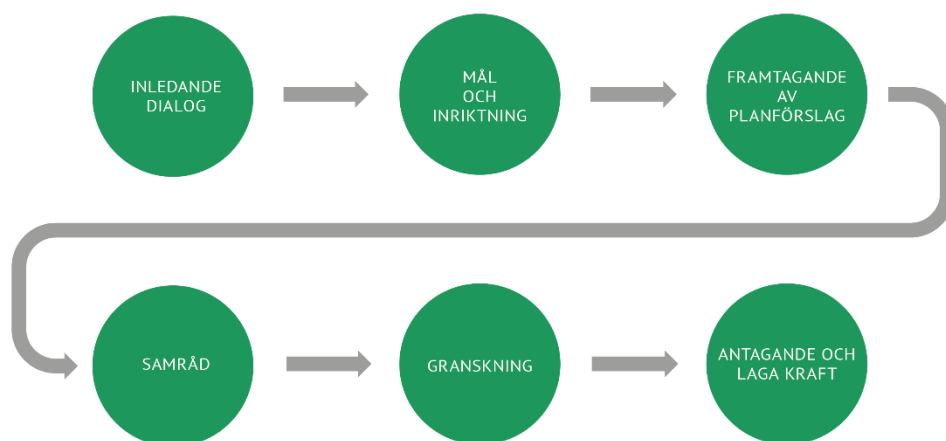 INLEDANDE
DIALOG
MÅL
OCH
INRIKTNING
FRAMTAGANDE
AV
PLANFÖRSLAG
SAMRÅD
GRANSKNING
ANTAGANDE OCH
LAGA KRAFT